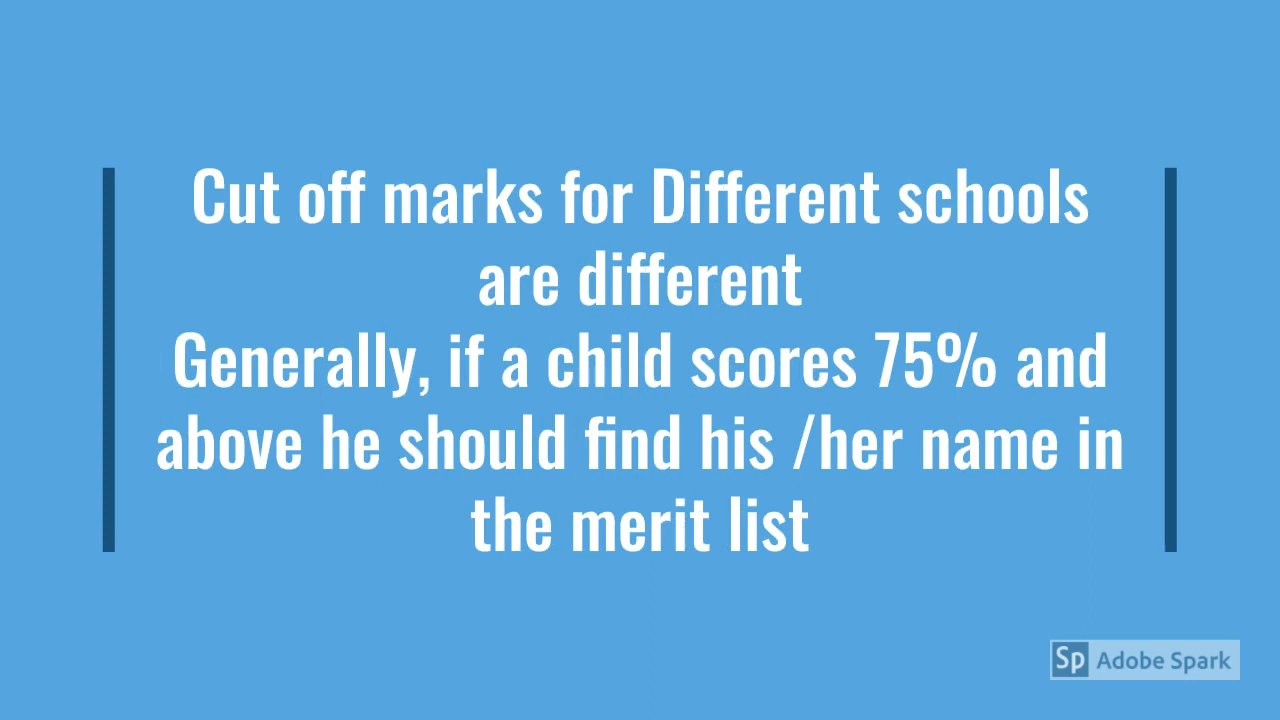 Cut off marks for Different schools
are different
Generally, if a child scores 75% and
above he should find his /her name in
the merit list
Sp Adobe Spark